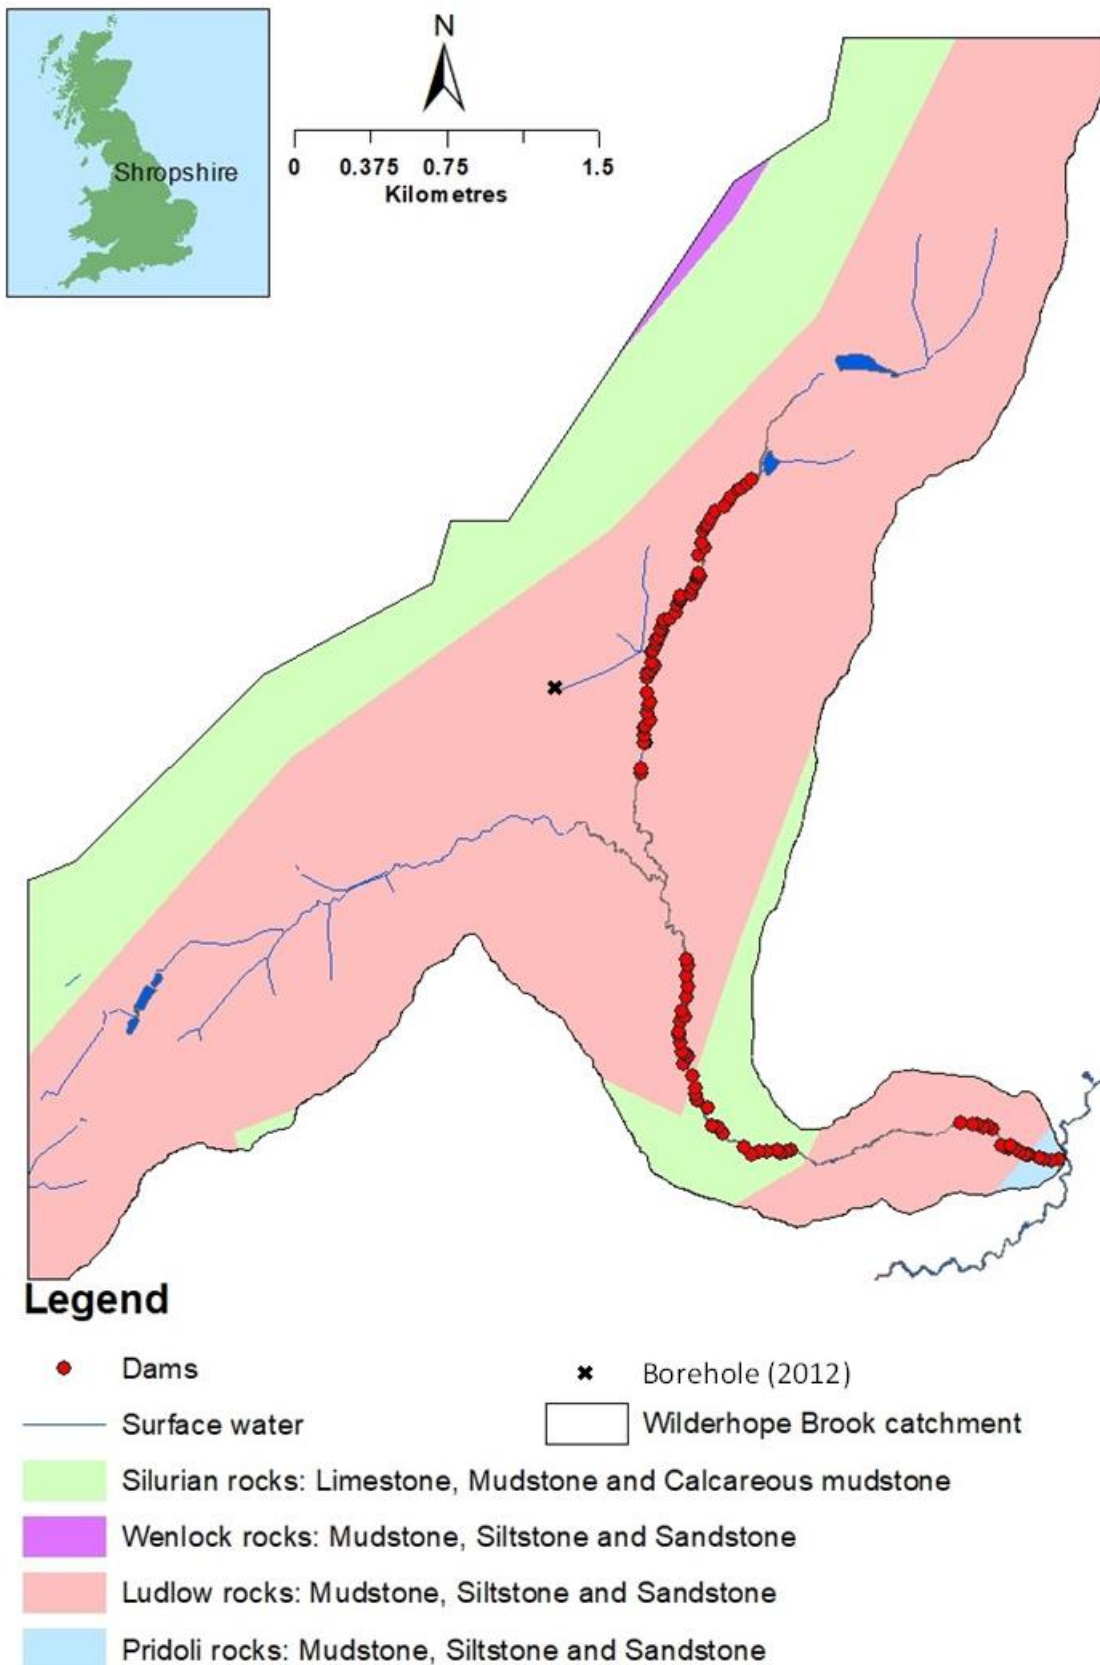 N
Shropshire
0 0.375 0.75 1.5
Kilometres
Legend
Dams
Borehole (2012)
Surface water
Wilderhope Brook catchment
Silurian rocks: Limestone, Mudstone and Calcareous mudstone
Wenlock rocks: Mudstone, Siltstone and Sandstone
Ludlow rocks: Mudstone, Siltstone and Sandstone
Pridoli rocks: Mudstone, Siltstone and Sandstone